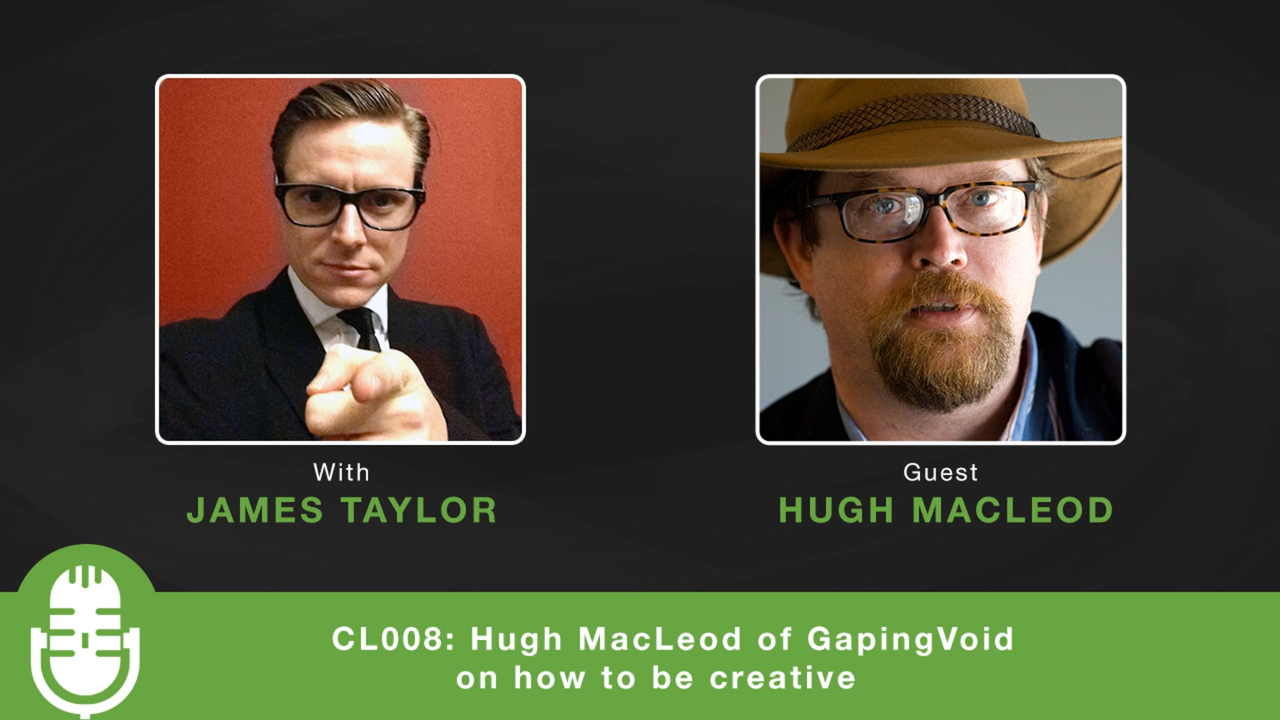 With
JAMES TAYLOR
Guest
HUGH MACLEOD
CL008: Hugh MacLeod of GapingVoid
on how to be creative